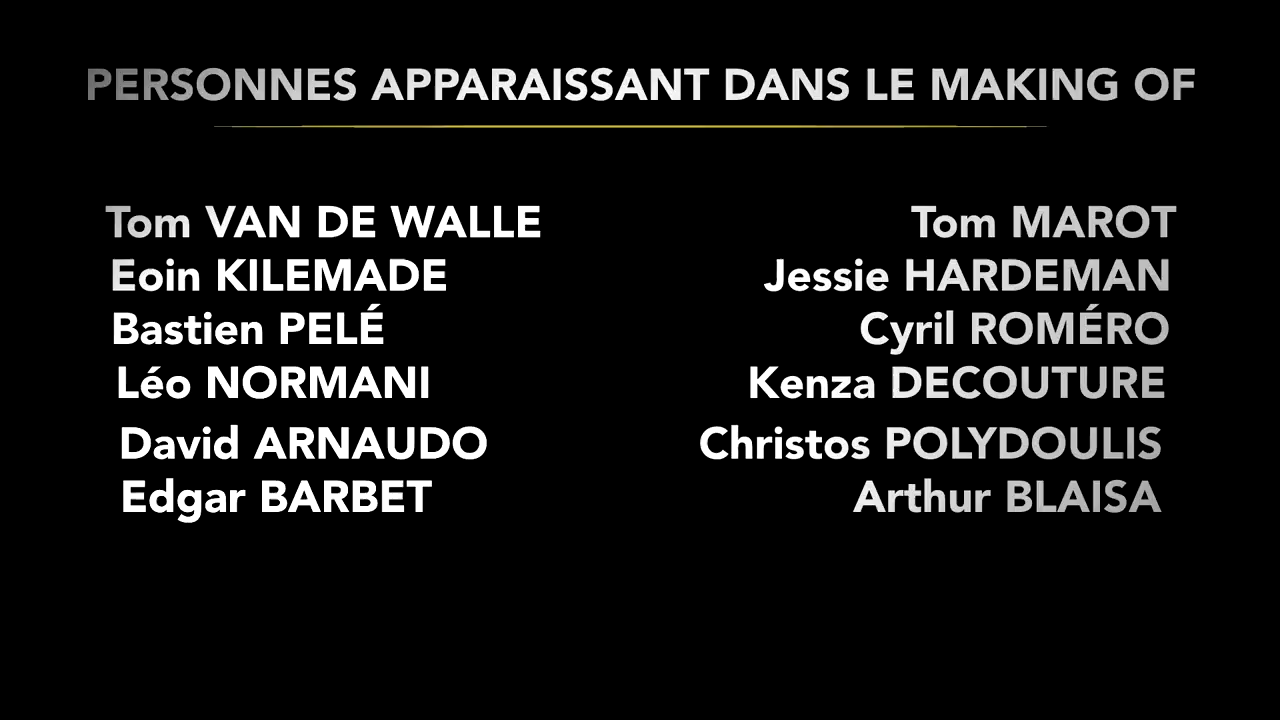 PERSONNES APPARAISSANT DANS LE MAKING OF
Tom VAN DE WALLE
Eoin KILEMADE
Bastien PELÉ
Léo NORMANI
David ARNAUDO
Edgar BARBET
Tom MAROT
Jessie HARDEMAN
Cyril ROMÉRO
Kenza DECOUTURE
Christos POLYDOULIS
Arthur BLAISA